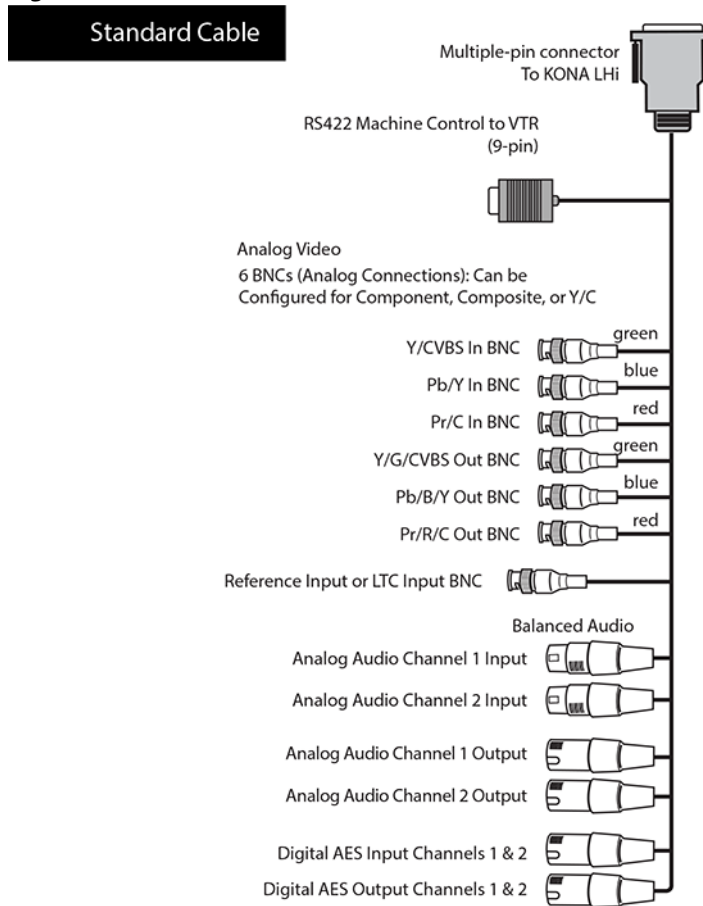 Standard Cable
Multiple-pin connector
To KONA LHi
RS422 Machine Control to VTR
(9-pin)
Analog Video
6 BNCs (Analog Connections): Can be
Configured for Component, Composite, or Y/C
green
Y/CVBS In BNC
blue
Pb/Y In BNC
red
Pr/C In BNC
green
Y/G/CVBS Out BNC
blue
Pb/B/Y Out BNC
red
Pr/R/C Out BNC
Reference Input or LTC Input BNC
Balanced Audio
Analog Audio Channel 1 Input
Analog Audio Channel 2 Input
Analog Audio Channel 1 Output
Analog Audio Channel 2 Output
Digital AES Input Channels 1 & 2
Digital AES Output Channels 1 & 2